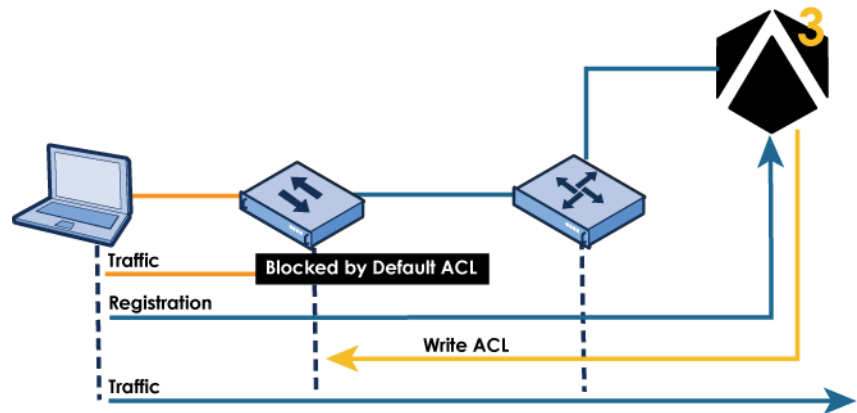 3
Traffic
Blocked by Default ACL
Registration
Write ACL
Traffic